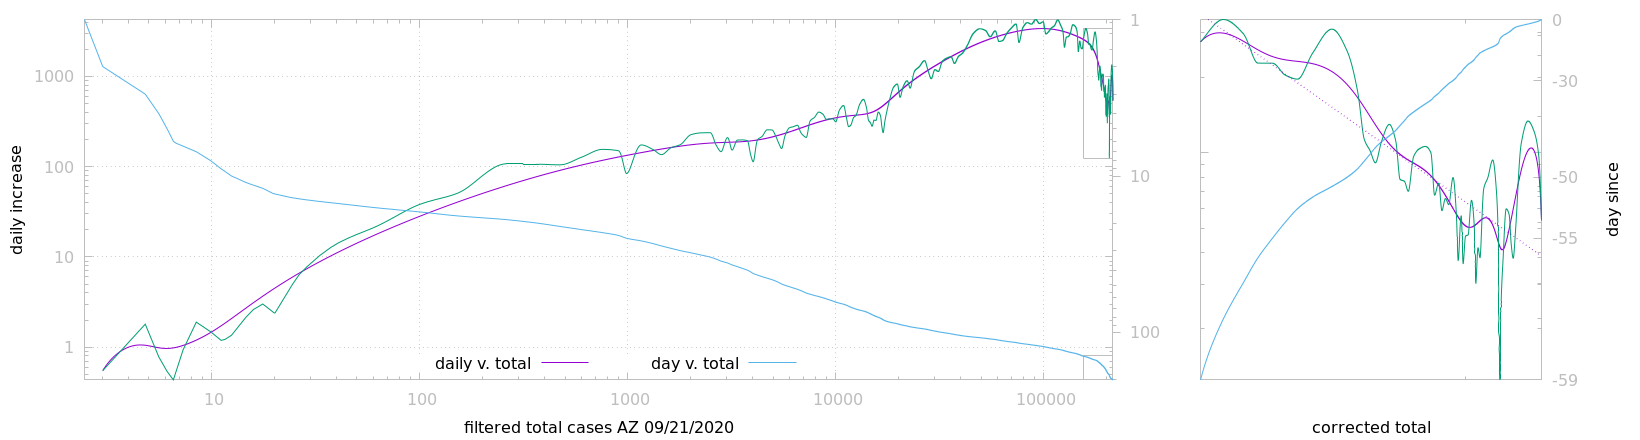 daily increase
1000
100
10
1
daily v. total
day v. total
10
100
1000
10000
100000
filtered total cases AZ 09/21/2020
1
10
100
0
-30
-50
-55
-59
day since
corrected total